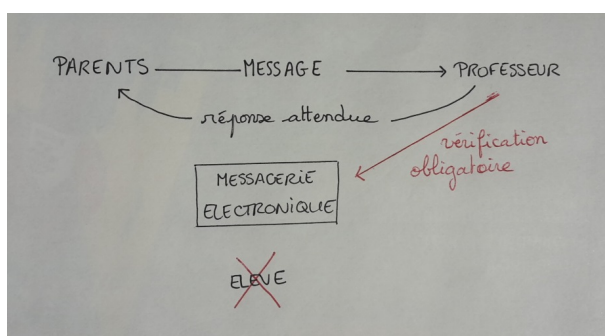 PARENTS MESSAGE PROFESSEUR
réponse attendue
vérification
obligatoire
MESSAGERIE
ELECTRONIQUE
ELEVE